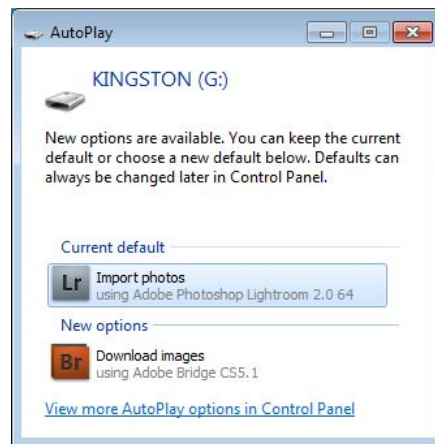 AutoPlay
KINGSTON (G:)
New options are available. You can keep the current
default or choose a new default below. Defaults can
always be changed later in Control Panel.
Current default
Lr Import photos
using Adobe Photoshop Lightroom 2.0 64
New options
Br Download images
using Adobe Bridge CS5.1
View more AutoPlay options in Control Panel